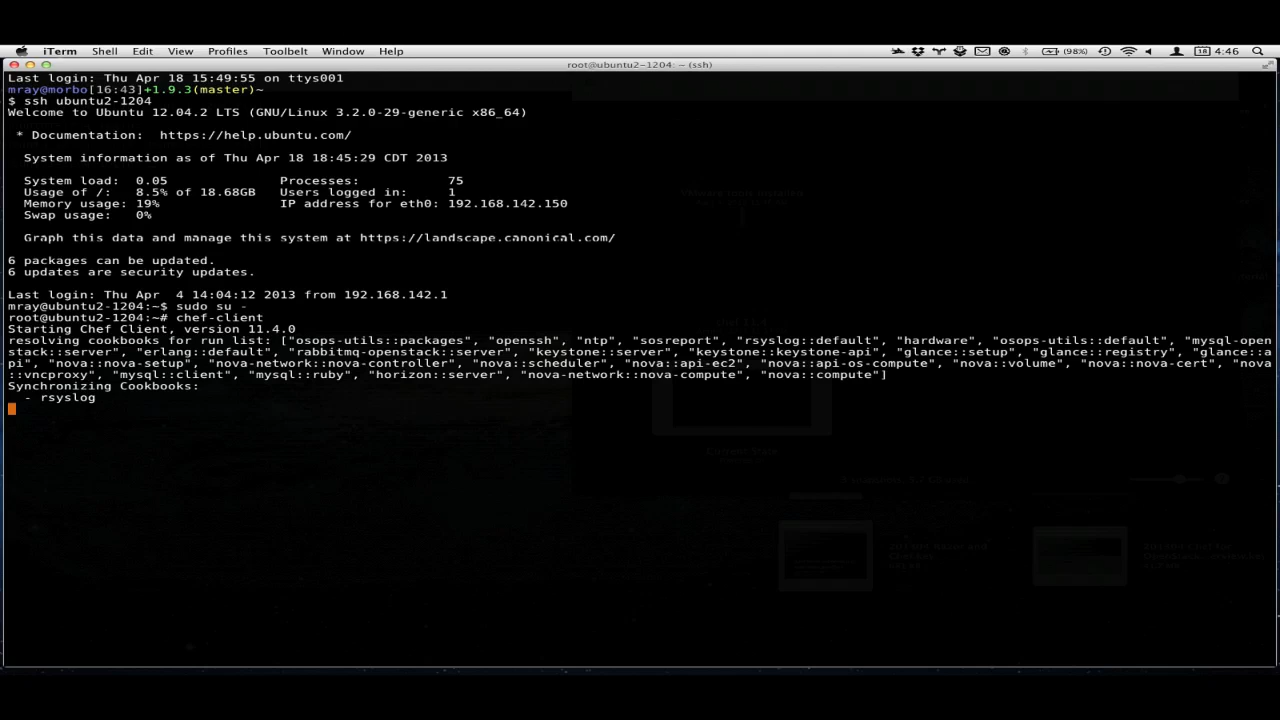 iTerm Shell Edit View Profiles Toolbelt Window Help (98%) 18 4:46
root@ubuntu2-1204: ~ (ssh)
Last login: Thu Apr 18 15:49:55 on ttys001
mray@morbo[16:43]+1.9.3(master)~
$ ssh ubuntu2-1204
Welcome to Ubuntu 12.04.2 LTS (GNU/Linux 3.2.0-29-generic x86_64)
* Documentation: https://help.ubuntu.com/
System information as of Thu Apr 18 18:45:29 CDT 2013
System load: 0.05 Processes: 75
Usage of /: 8.5% of 18.68GB Users logged in: 1
Memory usage: 19% IP address for eth0: 192.168.142.150
Swap usage: 0%
Graph this data and manage this system at https://landscape.canonical.com/
6 packages can be updated.
6 updates are security updates.
Last login: Thu Apr 4 14:04:12 2013 from 192.168.142.1
mray@ubuntu2-1204:~$ sudo su -
root@ubuntu2-1204:~# chef-client
Starting Chef Client, version 11.4.0
resolving cookbooks for run list: ["osops-utils::packages", "openssh", "ntp", "sosreport", "rsyslog::default", "hardware", "osops-utils::default", "mysql-open
stack::server", "erlang::default", "rabbitmq-openstack::server", "keystone::server", "keystone::keystone-api", "glance::setup", "glance::registry", "glance::a
pi", "nova::nova-setup", "nova-network::nova-controller", "nova::scheduler", "nova::api-ec2", "nova::api-os-compute", "nova::volume", "nova::nova-cert", "nova
::vncproxy", "mysql::client", "mysql::ruby", "horizon::server", "nova-network::nova-compute", "nova::compute"]
Synchronizing Cookbooks:
- rsyslog